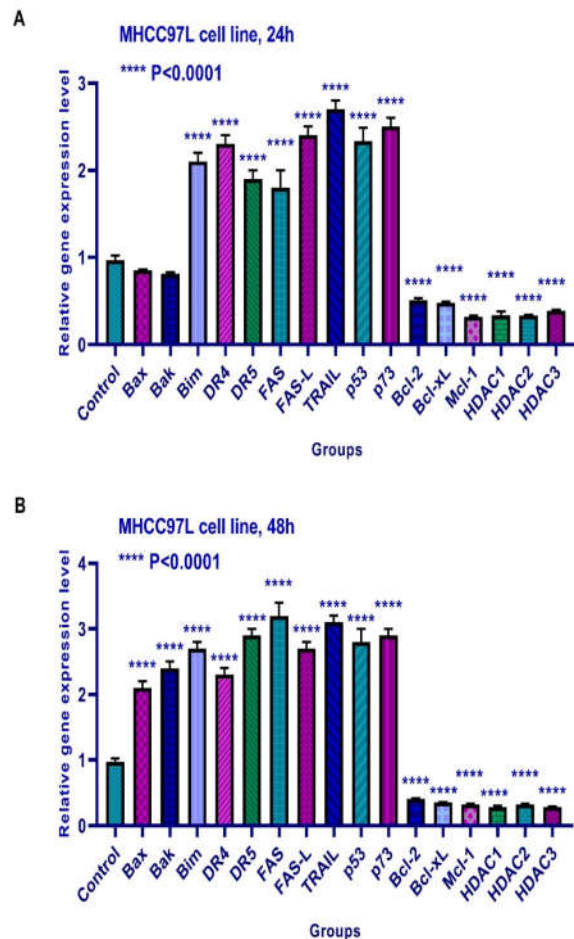 A
MHCC97L cell line, 24h
**** P<0.0001
Relative gene expression level
3
2
1
0
**** **** **** **** **** **** **** **** **** **** **** **** **** ****
Control Bax Bak Bim DR4 DR5 FAS FAS-L TRAIL p53 p73 Bcl-2 Bcl-xL Mcl-1 HDAC1 HDAC2 HDAC3
Groups
B
MHCC97L cell line, 48h
**** P<0.0001
Relative gene expression level
4
3
2
1
0
**** **** **** **** **** **** **** **** **** **** **** **** **** **** **** ****
Control Bax Bak Bim DR4 DR5 FAS FAS-L TRAIL p53 p73 Bcl-2 Bcl-xL Mcl-1 HDAC1 HDAC2 HDAC3
Groups